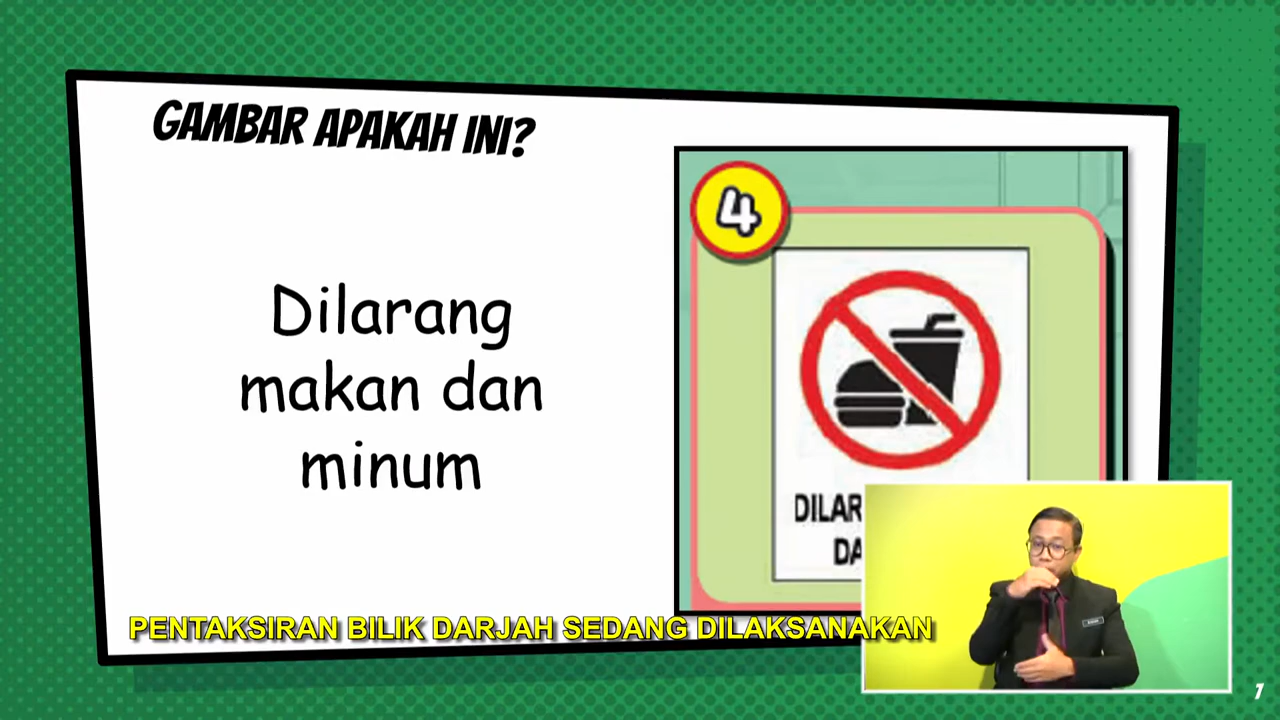 GAMBAR APAKAH INI?
Dilarang
makan dan
minum
4
PENTAKSIRAN BILIK DARJAH SEDANG DILAKSANAKAN
7